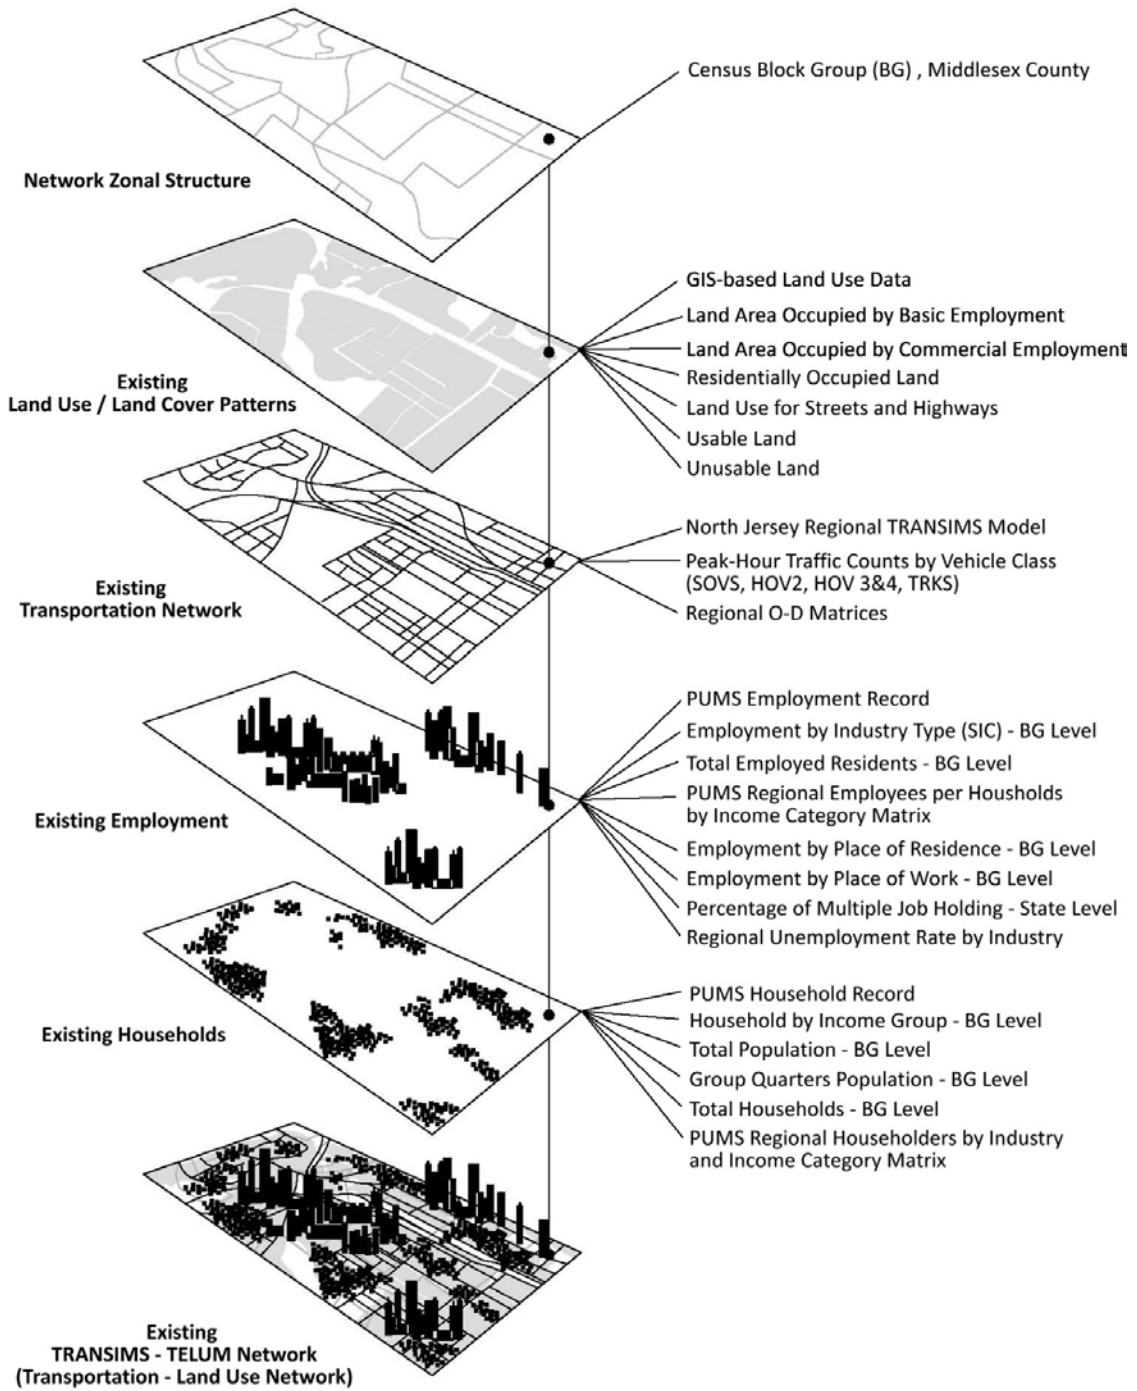 Census Block Group (BG) , Middlesex County
Network Zonal Structure
GIS-based Land Use Data
Land Area Occupied by Basic Employment
Land Area Occupied by Commercial Employment
Residentially Occupied Land
Land Use for Streets and Highways
Usable Land
Unusable Land
Existing
Land Use / Land Cover Patterns
North Jersey Regional TRANSIMS Model
Peak-Hour Traffic Counts by Vehicle Class
(SOVS, HOV2, HOV 3&4, TRKS)
Regional O-D Matrices
Existing
Transportation Network
PUMS Employment Record
Employment by Industry Type (SIC) - BG Level
Total Employed Residents - BG Level
PUMS Regional Employees per Housholds
by Income Category Matrix
Employment by Place of Residence - BG Level
Employment by Place of Work - BG Level
Percentage of Multiple Job Holding - State Level
Regional Unemployment Rate by Industry
Existing Employment
PUMS Household Record
Household by Income Group - BG Level
Total Population - BG Level
Group Quarters Population - BG Level
Total Households - BG Level
PUMS Regional Householders by Industry
and Income Category Matrix
Existing Households
Existing
TRANSIMS - TELUM Network
(Transportation - Land Use Network)